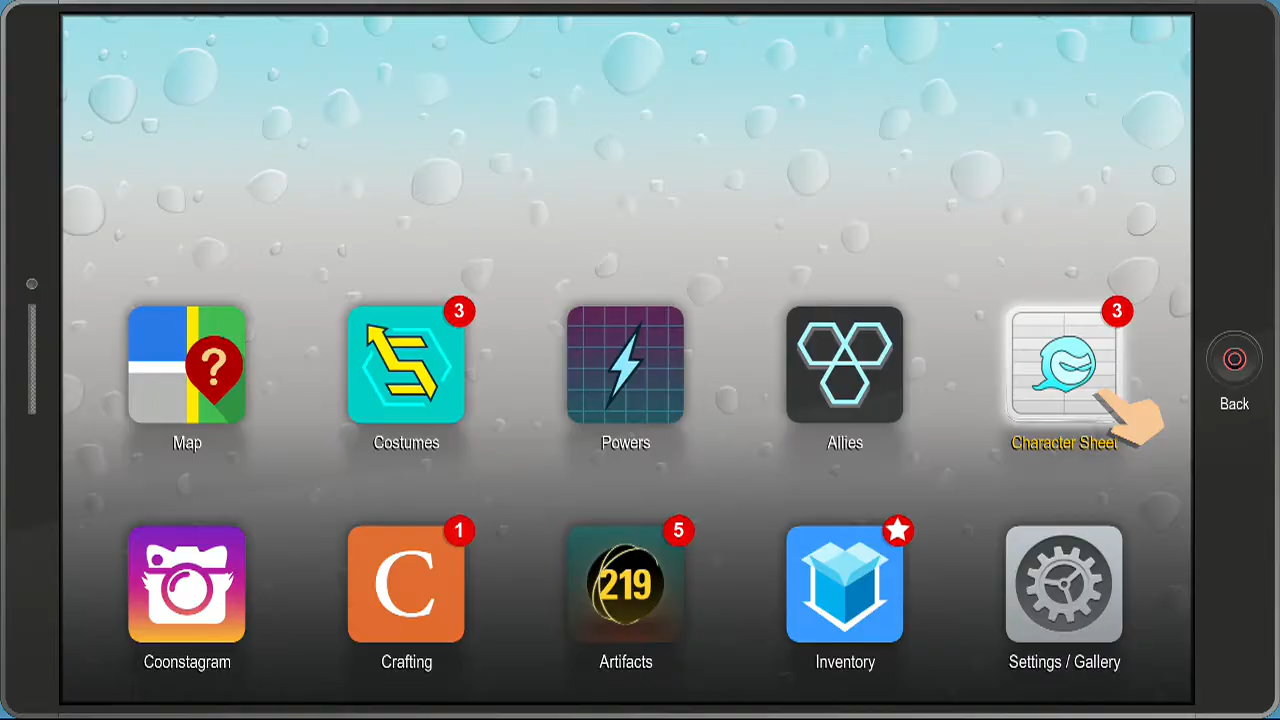 3
3
?
Map
Costumes
Powers
Allies
Character Sheet
Back
1
5
C
219
Coonstagram
Crafting
Artifacts
Inventory
Settings / Gallery